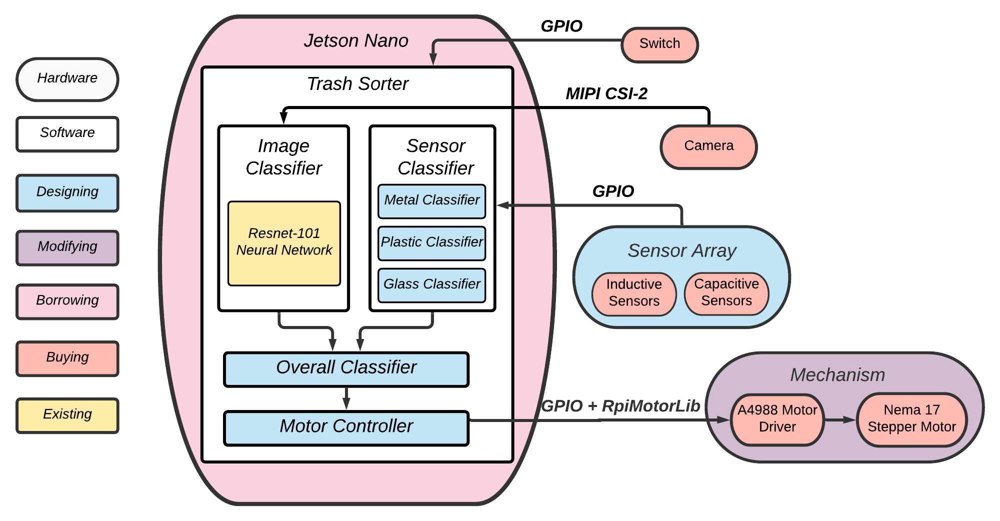 Hardware
Software
Designing
Modifying
Borrowing
Buying
Existing
Jetson Nano
Trash Sorter
Image
Classifier
Resnet-101
Neural Network
Sensor
Classifier
Metal Classifier
Plastic Classifier
Glass Classifier
Overall Classifier
Motor Controller
GPIO
Switch
MIPI CSI-2
Camera
GPIO
Sensor Array
Inductive
Sensors
Capacitive
Sensors
GPIO + RpiMotorLib
Mechanism
A4988 Motor
Driver
Nema 17
Stepper Motor